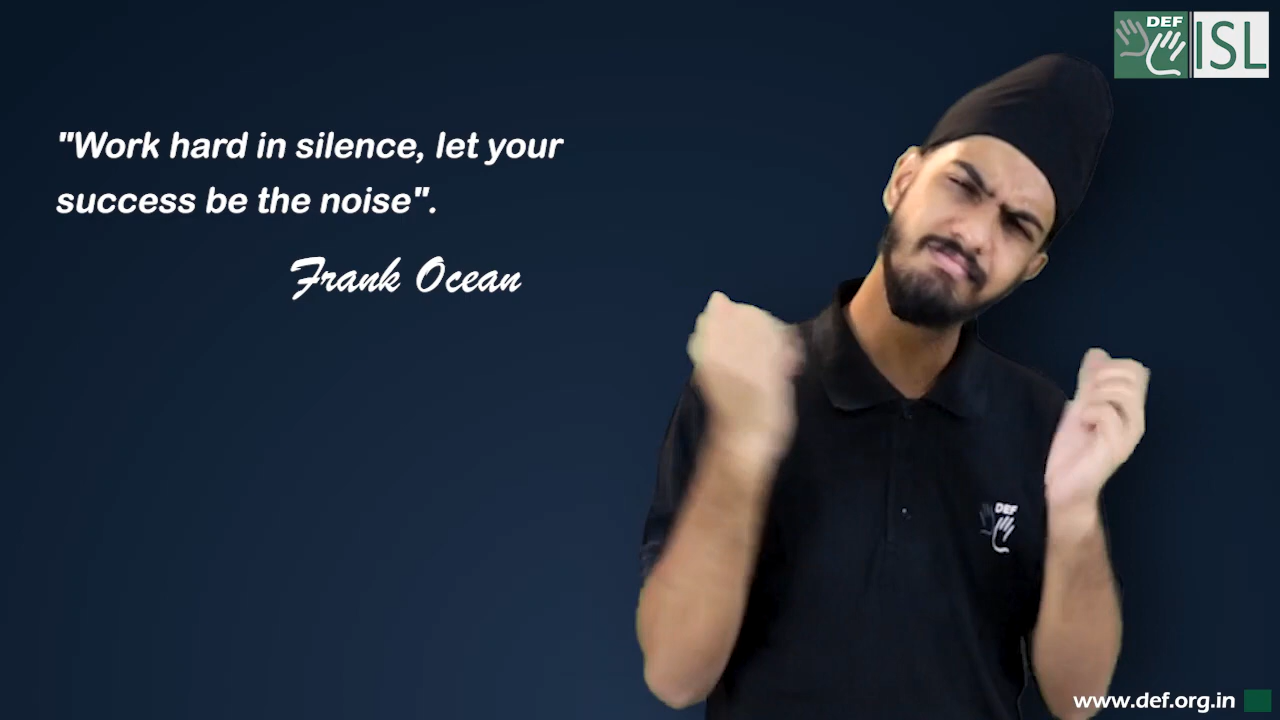 DEF
ISL
"Work hard in silence, let your
success be the noise".
Frank Ocean
DEF
www.def.org.in